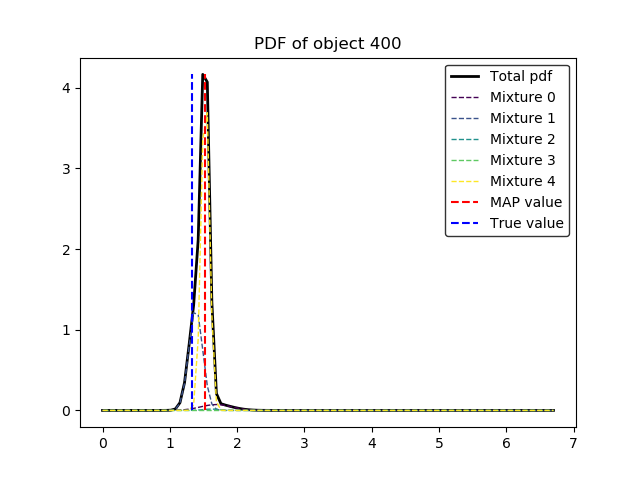 PDF of object 400
Total pdf
Mixture 0
Mixture 1
Mixture 2
Mixture 3
Mixture 4
MAP value
True value
4
3
2
1
0
0 1 2 3 4 5 6 7